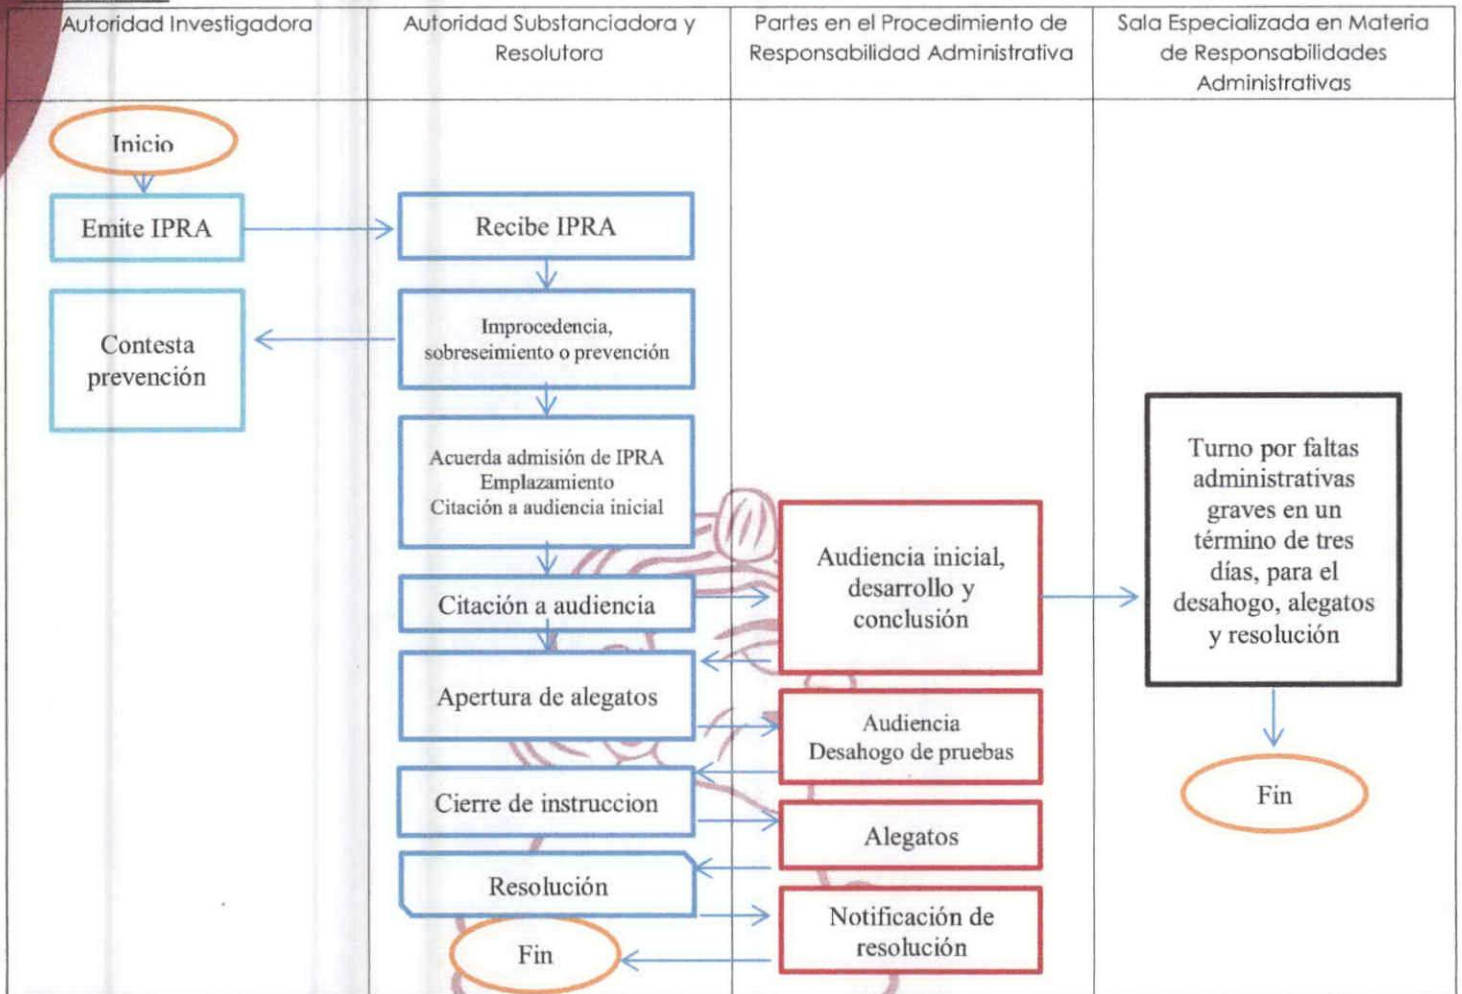 Autoridad Investigadora
Autoridad Substanciadora y
Resolutora
Partes en el Procedimiento de
Responsabilidad Administrativa
Sala Especializada en Materia
de Responsabilidades
Administrativas
Inicio
Emite IPRA
Recibe IPRA
Contesta
prevención
Improcedencia,
sobreseimiento o prevención
Acuerda admisión de IPRA
Emplazamiento
Citación a audiencia inicial
Citación a audiencia
Audiencia inicial,
desarrollo y
conclusión
Turno por faltas
administrativas
graves en un
término de tres
días, para el
desahogo, alegatos
y resolución
Apertura de alegatos
Audiencia
Desahogo de pruebas
Fin
Cierre de instruccion
Alegatos
Resolución
Notificación de
resolución
Fin